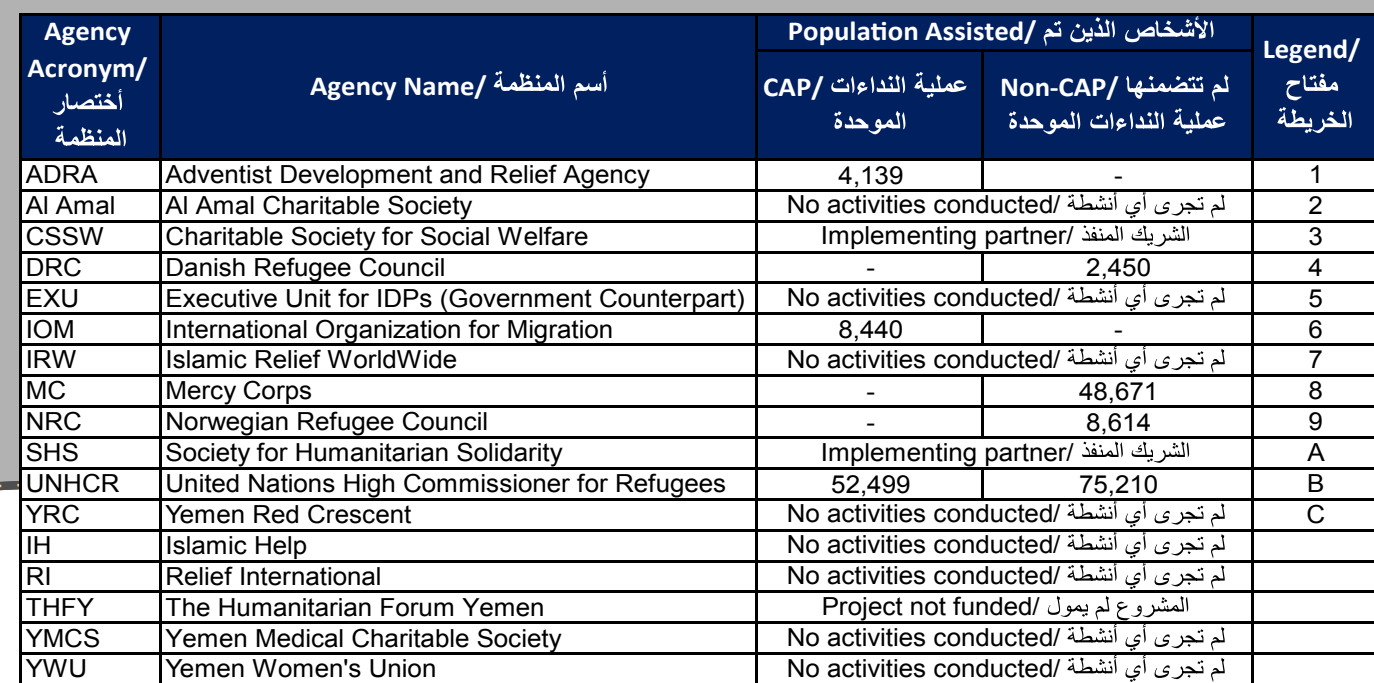 Agency Acronym/ أختصار المنظمة
Agency Name/ أسم المنظمة
Population Assisted/ الأشخاص الذين تم
CAP/ عملية النداءات الموحدة
Non-CAP/ لم تتضمنها عملية النداءات الموحدة
Legend/ مفتاح الخريطة
ADRA Adventist Development and Relief Agency 4,139 - 1
Al Amal Al Amal Charitable Society No activities conducted/ لم تجرى أي أنشطة 2
CSSW Charitable Society for Social Welfare Implementing partner/ الشريك المنفذ 3
DRC Danish Refugee Council - 2,450 4
EXU Executive Unit for IDPs (Government Counterpart) No activities conducted/ لم تجرى أي أنشطة 5
IOM International Organization for Migration 8,440 - 6
IRW Islamic Relief WorldWide No activities conducted/ لم تجرى أي أنشطة 7
MC Mercy Corps - 48,671 8
NRC Norwegian Refugee Council - 8,614 9
SHS Society for Humanitarian Solidarity Implementing partner/ الشريك المنفذ A
UNHCR United Nations High Commissioner for Refugees 52,499 75,210 B
YRC Yemen Red Crescent No activities conducted/ لم تجرى أي أنشطة C
IH Islamic Help No activities conducted/ لم تجرى أي أنشطة
RI Relief International No activities conducted/ لم تجرى أي أنشطة
THFY The Humanitarian Forum Yemen Project not funded/ المشروع لم يمول
YMCS Yemen Medical Charitable Society No activities conducted/ لم تجرى أي أنشطة
YWU Yemen Women's Union No activities conducted/ لم تجرى أي أنشطة